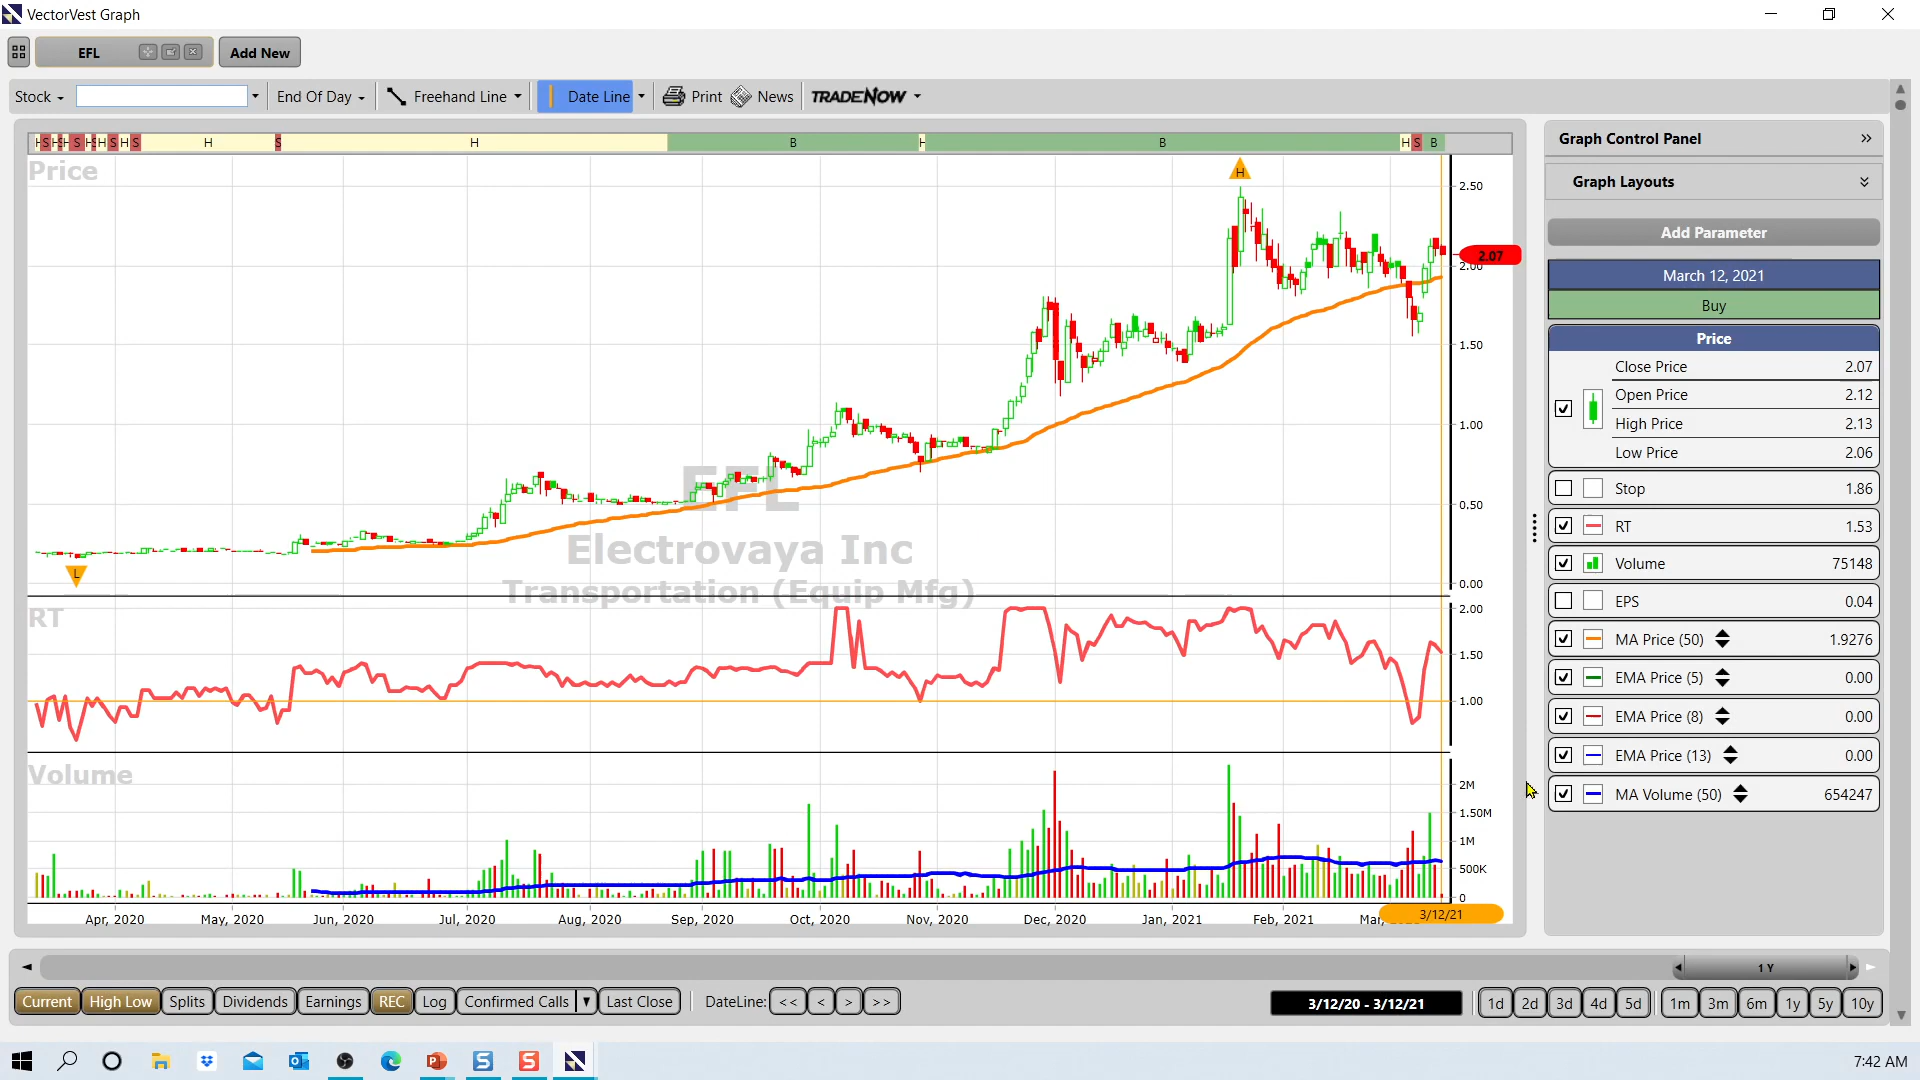 VectorVest Graph
EFL Add New
Stock End Of Day Freehand Line Date Line Print News TRADENOW
S S S S S H S H B H B H S B
Price
H
2.50
2.07
2.00
1.50
1.00
0.50
0.00
L
EFL
Electrovaya Inc
Transportation (Equip Mfg)
RT
2.00
1.50
1.00
Volume
2M
1.50M
1M
500K
0
Apr, 2020 May, 2020 Jun, 2020 Jul, 2020 Aug, 2020 Sep, 2020 Oct, 2020 Nov, 2020 Dec, 2020 Jan, 2021 Feb, 2021 3/12/21
Graph Control Panel
Graph Layouts
Add Parameter
March 12, 2021
Buy
Price
Close Price 2.07
Open Price 2.12
High Price 2.13
Low Price 2.06
Stop 1.86
RT 1.53
Volume 75148
EPS 0.04
MA Price (50) 1.9276
EMA Price (5) 0.00
EMA Price (8) 0.00
EMA Price (13) 0.00
MA Volume (50) 654247
1 Y
Current High Low Splits Dividends Earnings REC Log Confirmed Calls Last Close DateLine: << < > >> 3/12/20 - 3/12/21 1d 2d 3d 4d 5d 1m 3m 6m 1y 5y 10y
7:42 AM